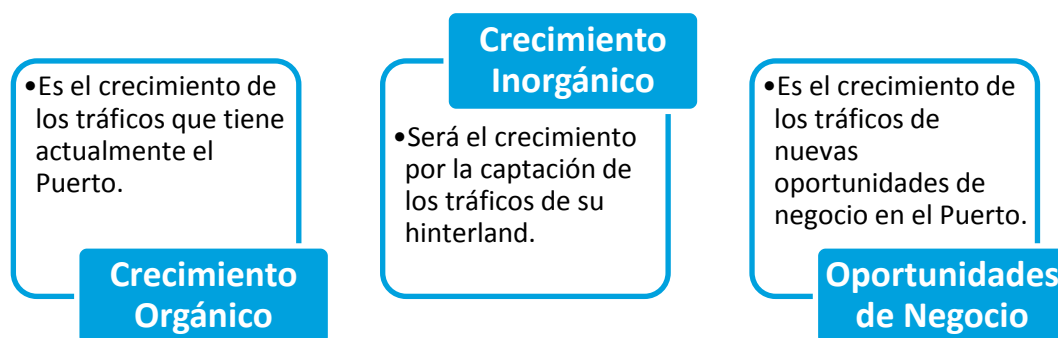 •Es el crecimiento de
los tráficos que tiene
actualmente el
Puerto.
Crecimiento
Orgánico
Crecimiento
Inorgánico
•Será el crecimiento
por la captación de
los tráficos de su
hinterland.
•Es el crecimiento de
los tráficos de
nuevas
oportunidades de
negocio en el Puerto.
Oportunidades
de Negocio